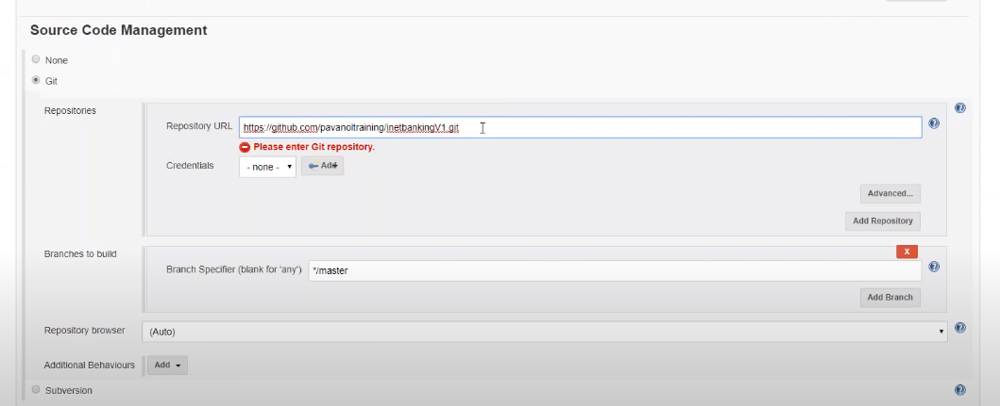 Source Code Management
None
Git
Repositories
Repository URL https://github.com/pavanoltraining/inetbankingV1.git
Please enter Git repository.
Credentials - none - Add
Advanced...
Add Repository
Branches to build
X
Branch Specifier (blank for 'any') */master
Add Branch
Repository browser (Auto)
Additional Behaviours Add
Subversion